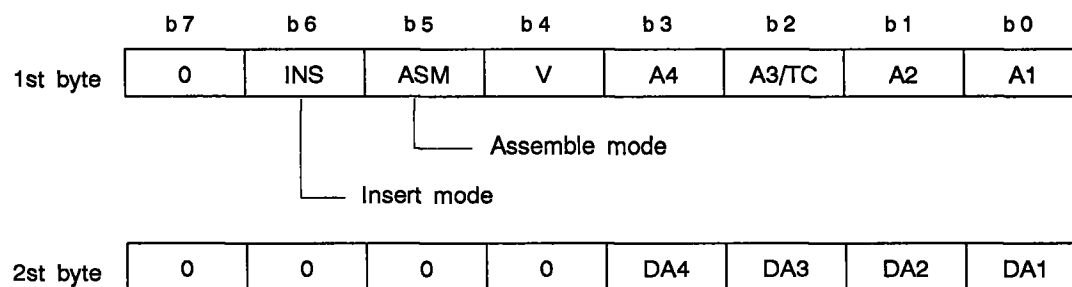 b7 b6 b5 b4 b3 b2 b1 b0
1st byte 0 INS ASM V A4 A3/TC A2 A1
Assemble mode
Insert mode
2st byte 0 0 0 0 DA4 DA3 DA2 DA1